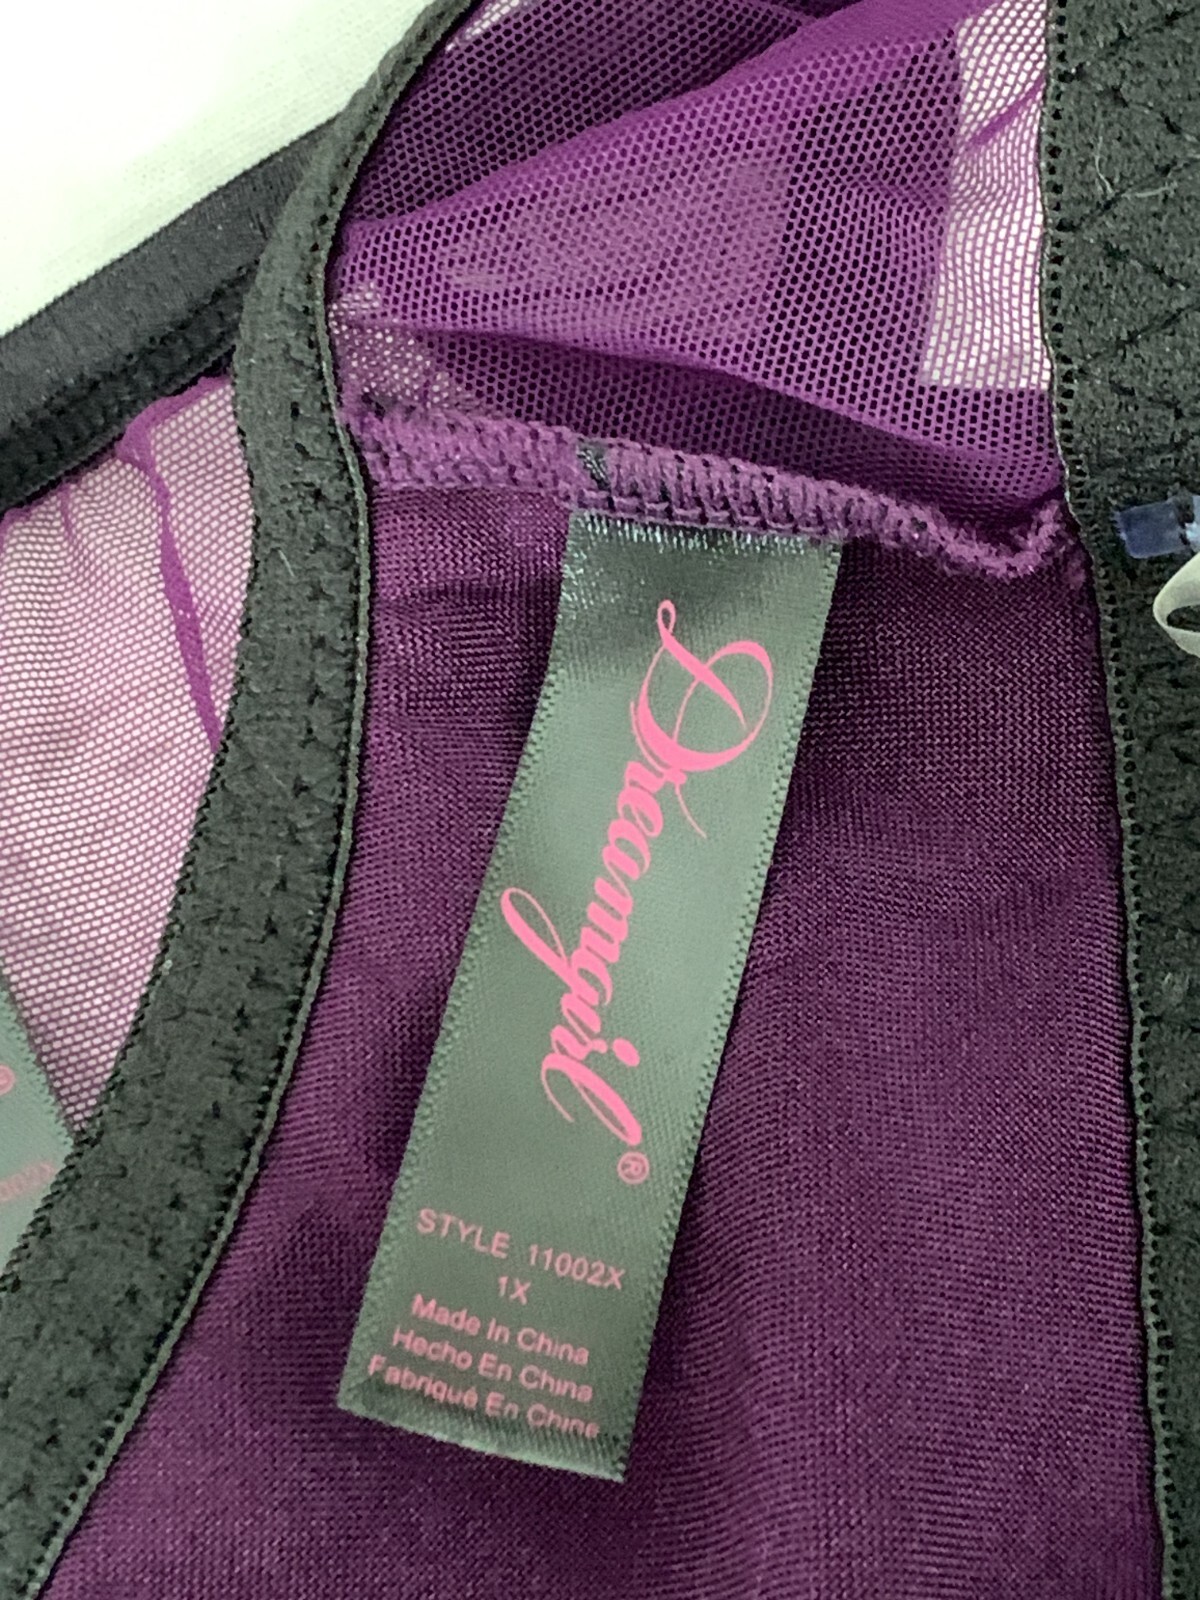 Dreamgirl®
STYLE 11002X
1X
Made In China
Hecho En China
Fabriqué En Chine
®